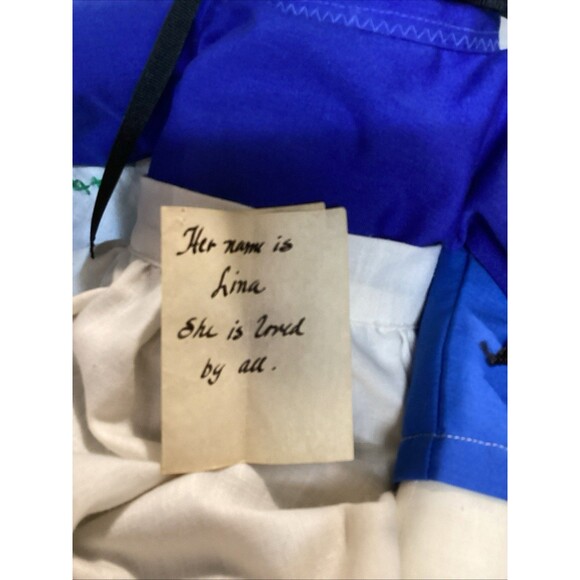 Her name is
Lina
She is loved
by all.